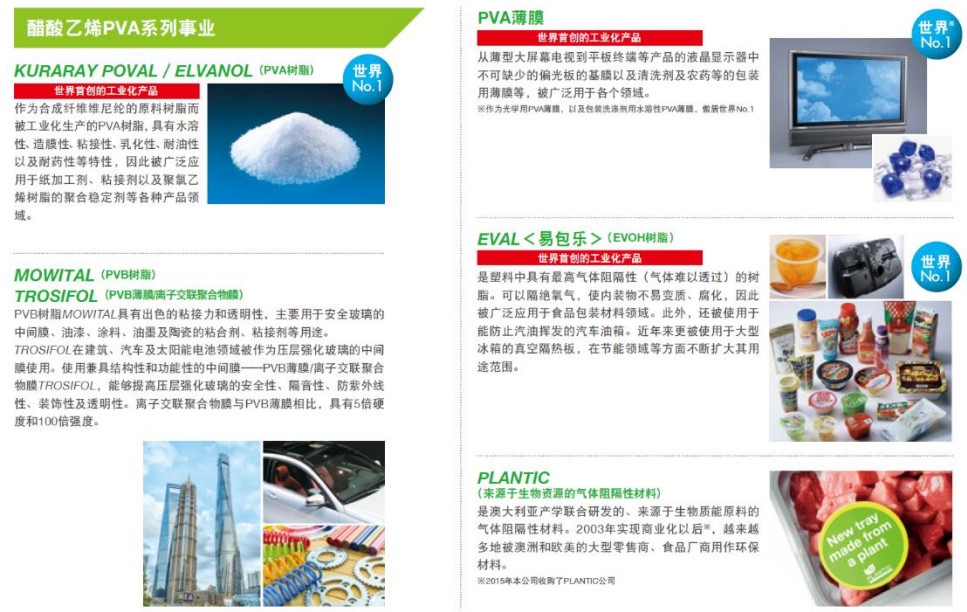 醋酸乙烯PVA系列事业
KURARAY POVAL / ELVANOL（PVA树脂）
世界首创的工业化产品
世界
No.1
作为合成纤维维尼纶的原料树脂而
被工业化生产的PVA树脂，具有水溶
性、造膜性、粘接性、乳化性、耐油性
以及耐药性等特性，因此被广泛应
用于纸加工剂、粘接剂以及聚氯乙
烯树脂的聚合稳定剂等各种产品领
域。
MOWITAL（PVB树脂）
TROSIFOL（PVB薄膜/离子交联聚合物膜）
PVB树脂MOWITAL具有出色的粘接力和透明性，主要用于安全玻璃的
中间膜、油漆、涂料、油墨及陶瓷的粘合剂、粘接剂等用途。
TROSIFOL在建筑、汽车及太阳能电池领域被作为压层强化玻璃的中间
膜使用。使用兼具结构性和功能性的中间膜——PVB薄膜/离子交联聚合
物膜TROSIFOL，能够提高压层强化玻璃的安全性、隔音性、防紫外线
性、装饰性及透明性。离子交联聚合物膜与PVB薄膜相比，具有5倍硬
度和100倍强度。
PVA薄膜
世界首创的工业化产品
世界※
No.1
从薄型大屏幕电视到平板终端等产品的液晶显示器中
不可缺少的偏光板的基膜以及清洗剂及农药等的包装
用薄膜等，被广泛用于各个领域。
※作为光学用PVA薄膜，以及包装洗涤剂用水溶性PVA薄膜，傲居世界No.1
EVAL＜易包乐＞（EVOH树脂）
世界首创的工业化产品
世界
No.1
是塑料中具有最高气体阻隔性（气体难以透过）的树
脂。可以隔绝氧气，使内装物不易变质、腐化，因此
被广泛应用于食品包装材料领域。此外，还被使用于
能防止汽油挥发的汽车油箱。近年来更被使用于大型
冰箱的真空隔热板，在节能领域等方面不断扩大其用
途范围。
PLANTIC
（来源于生物资源的气体阻隔性材料）
是澳大利亚产学联合研发的、来源于生物质能原料的
气体阻隔性材料。2003年实现商业化以后※，越来越
多地被澳洲和欧美的大型零售商、食品厂商用作环保
材料。
※2015年本公司收购了PLANTIC公司
New tray
made from
a plant
PLANTIC